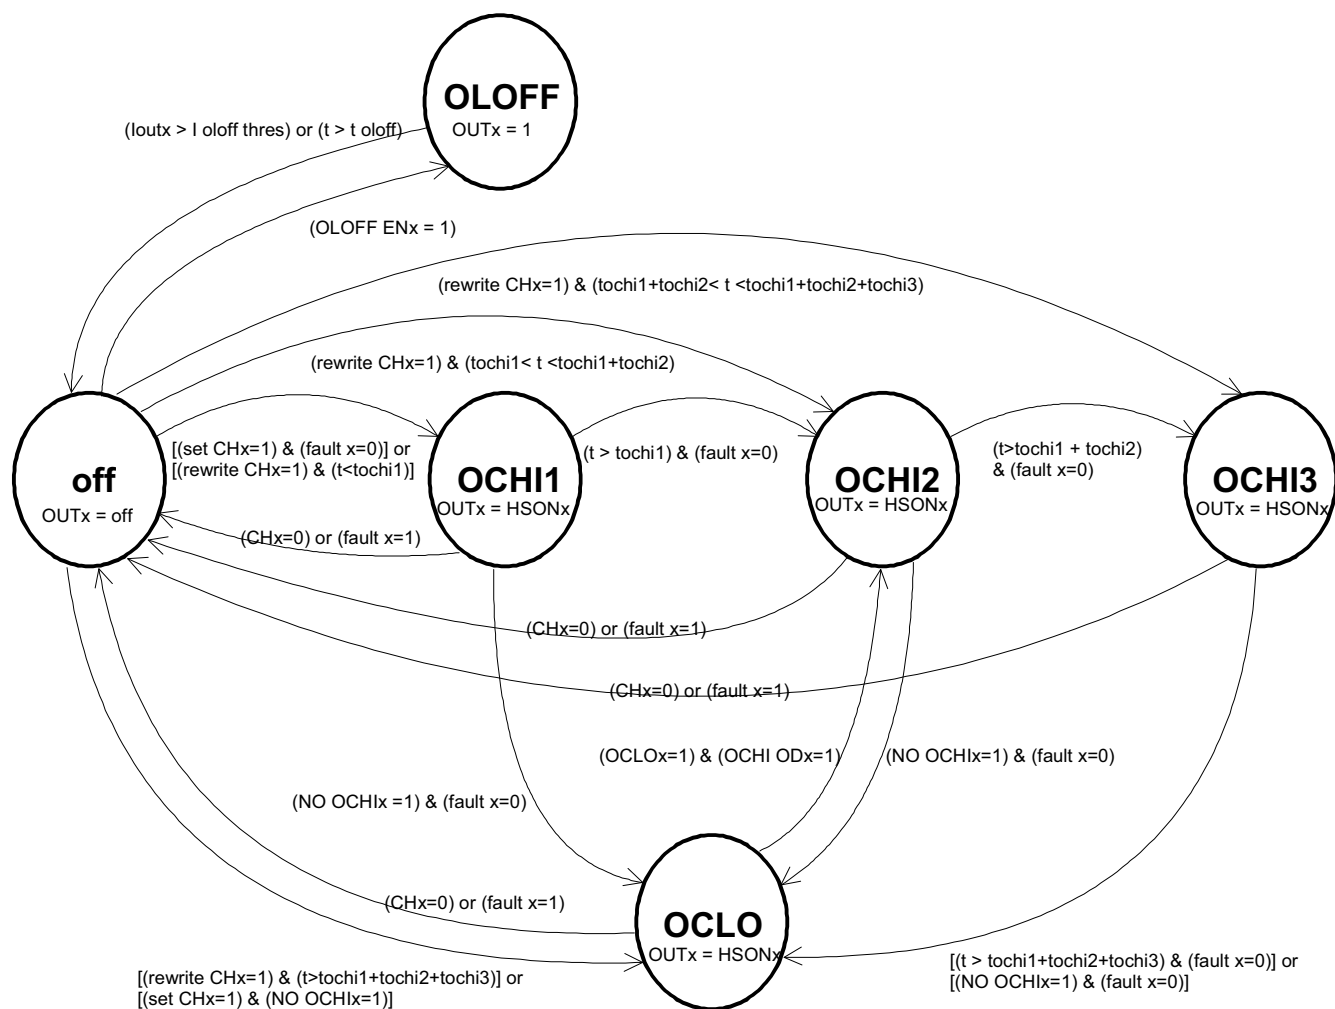 OLOFF
OUTx = 1
(Ioutx > I oloff thres) or (t > t oloff)
(OLOFF ENx = 1)
(rewrite CHx=1) & (tochi1+tochi2< t <tochi1+tochi2+tochi3)
(rewrite CHx=1) & (tochi1< t <tochi1+tochi2)
off
OUTx = off
[(set CHx=1) & (fault x=0)] or
[(rewrite CHx=1) & (t<tochi1)]
OCHI1
OUTx = HSONx
(t > tochi1) & (fault x=0)
OCHI2
OUTx = HSONx
(t>tochi1 + tochi2)
& (fault x=0)
OCHI3
OUTx = HSONx
(CHx=0) or (fault x=1)
(CHx=0) or (fault x=1)
(CHx=0) or (fault x=1)
(OCLOx=1) & (OCHI ODx=1)
(NO OCHIx=1) & (fault x=0)
(NO OCHIx =1) & (fault x=0)
(CHx=0) or (fault x=1)
OCLO
OUTx = HSONx
[(rewrite CHx=1) & (t>tochi1+tochi2+tochi3)] or
[(set CHx=1) & (NO OCHIx=1)]
[(t > tochi1+tochi2+tochi3) & (fault x=0)] or
[(NO OCHIx=1) & (fault x=0)]